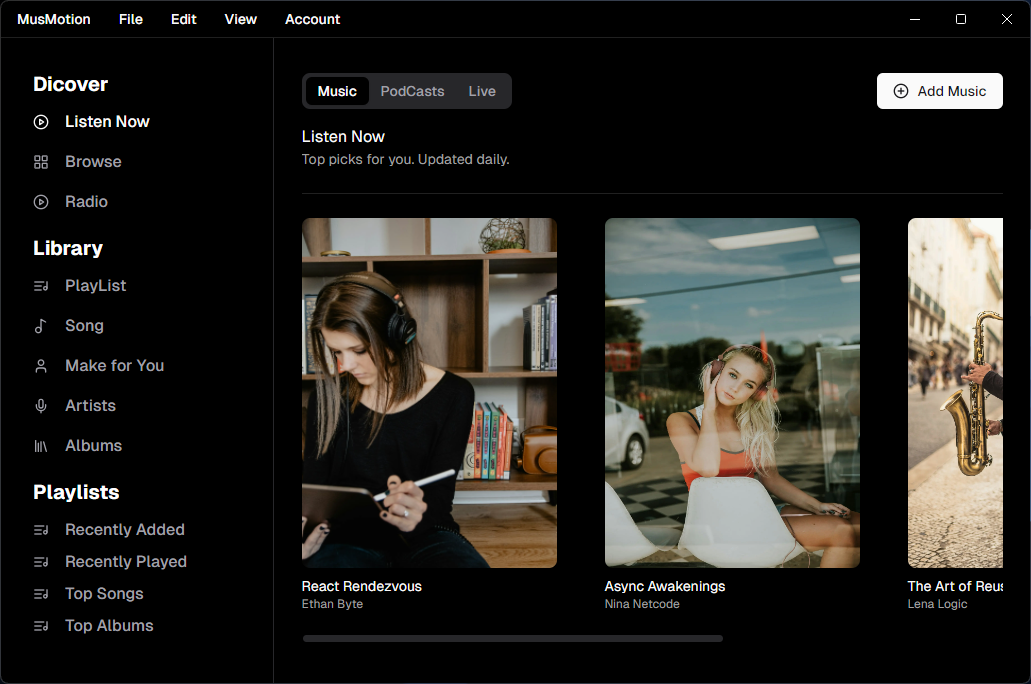 MusMotion File Edit View Account
Dicover
Listen Now
Browse
Radio
Library
PlayList
Song
Make for You
Artists
Albums
Playlists
Recently Added
Recently Played
Top Songs
Top Albums
Music PodCasts Live
Add Music
Listen Now
Top picks for you. Updated daily.
React Rendezvous
Ethan Byte
Async Awakenings
Nina Netcode
The Art of Reus
Lena Logic